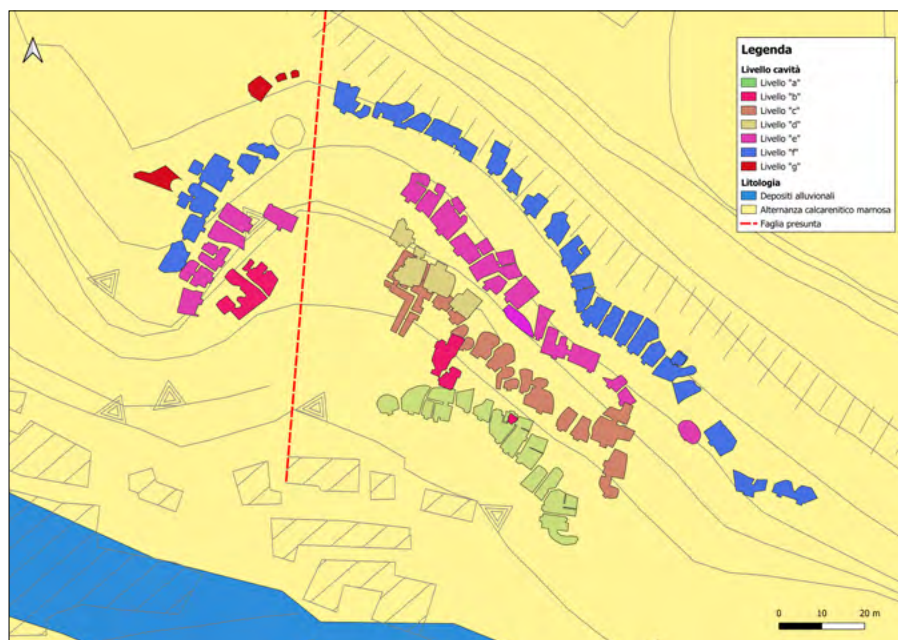 Legenda
Livello cavità
Livello "a"
Livello "b"
Livello "c"
Livello "d"
Livello "e"
Livello "f"
Livello "g"
Litologia
Depositi alluvionali
Alternanza calcarenitico marnosa
Faglia presunta
0 10 20 m